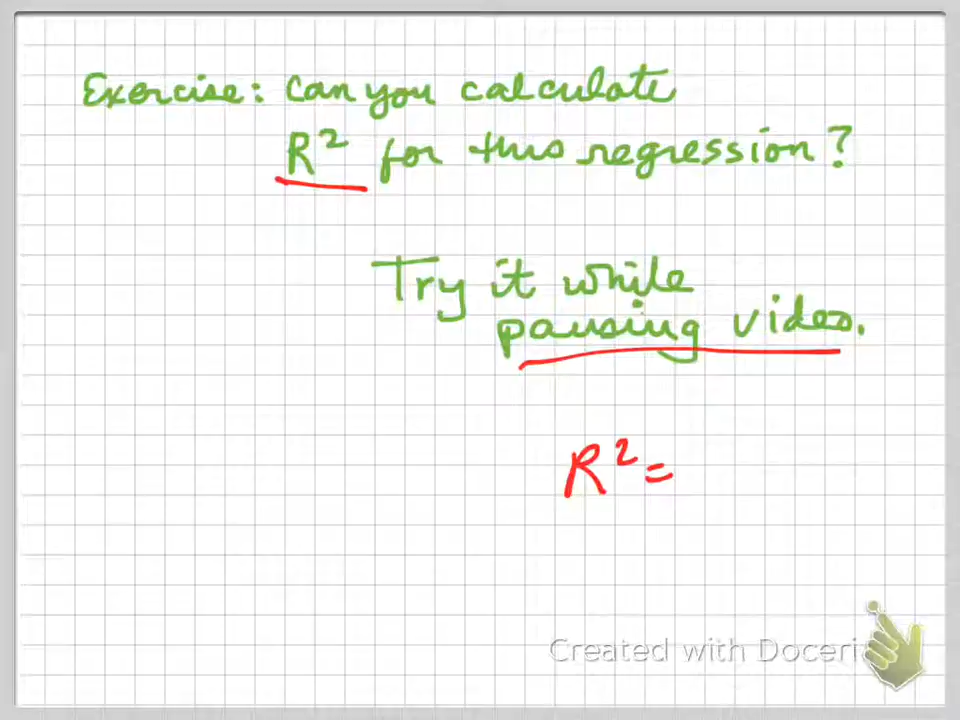 Exercise: Can you calculate
R² for this regression?
Try it while
pausing video.
R² =
Created with Doceri